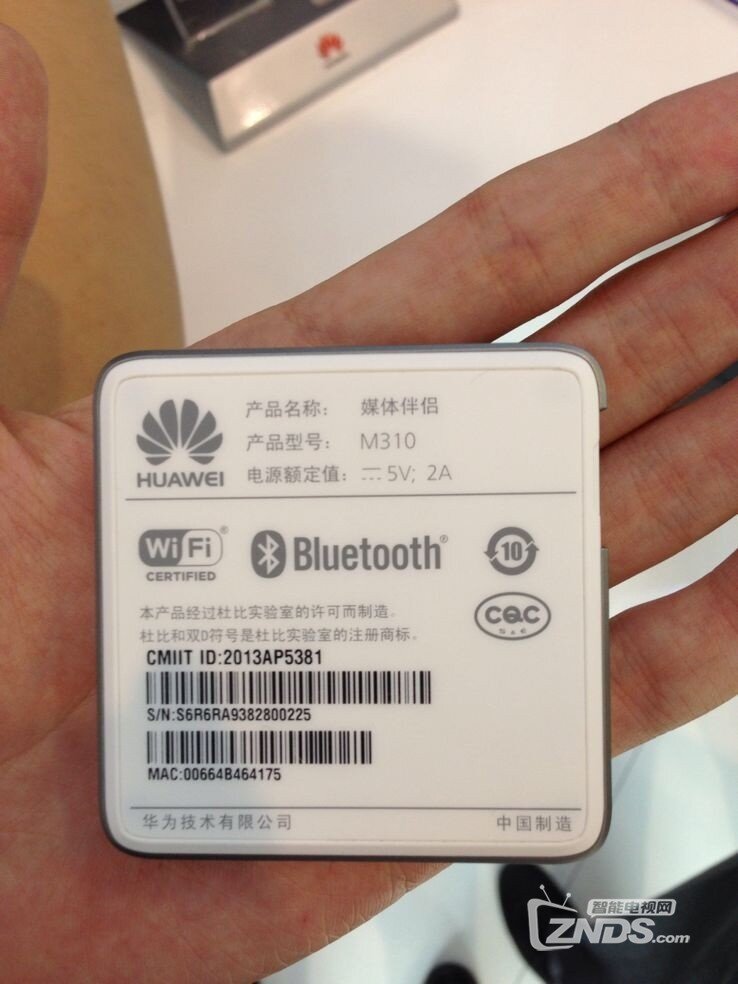 HUAWEI
产品名称： 媒体伴侣
产品型号： M310
电源额定值： ⎓ 5V; 2A
Wi Fi®
CERTIFIED
Bluetooth®
10
本产品经过杜比实验室的许可而制造。
杜比和双D符号是杜比实验室的注册商标。
CQC
S & E
CMIIT ID:2013AP5381
S/N:S6R6RA9382800225
MAC:00664B464175
华为技术有限公司 中国制造
智能电视网
ZNDS.com